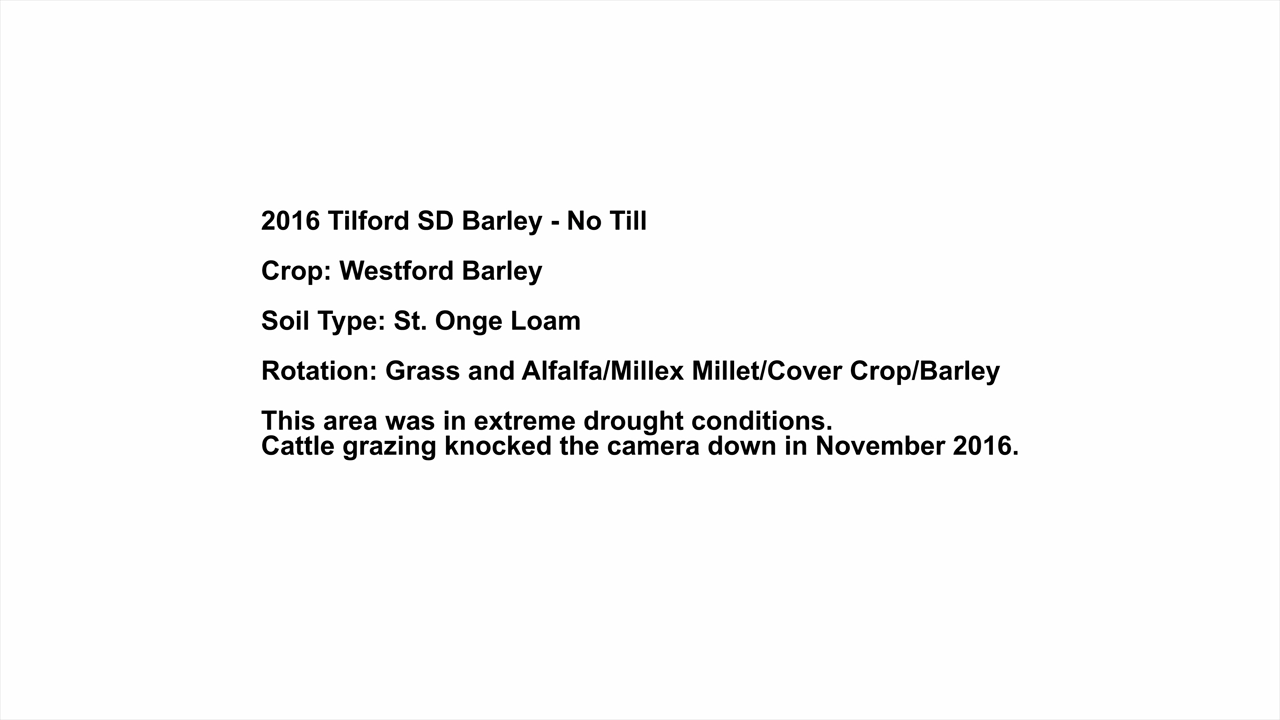 2016 Tilford SD Barley - No Till
Crop: Westford Barley
Soil Type: St. Onge Loam
Rotation: Grass and Alfalfa/Millex Millet/Cover Crop/Barley
This area was in extreme drought conditions.
Cattle grazing knocked the camera down in November 2016.